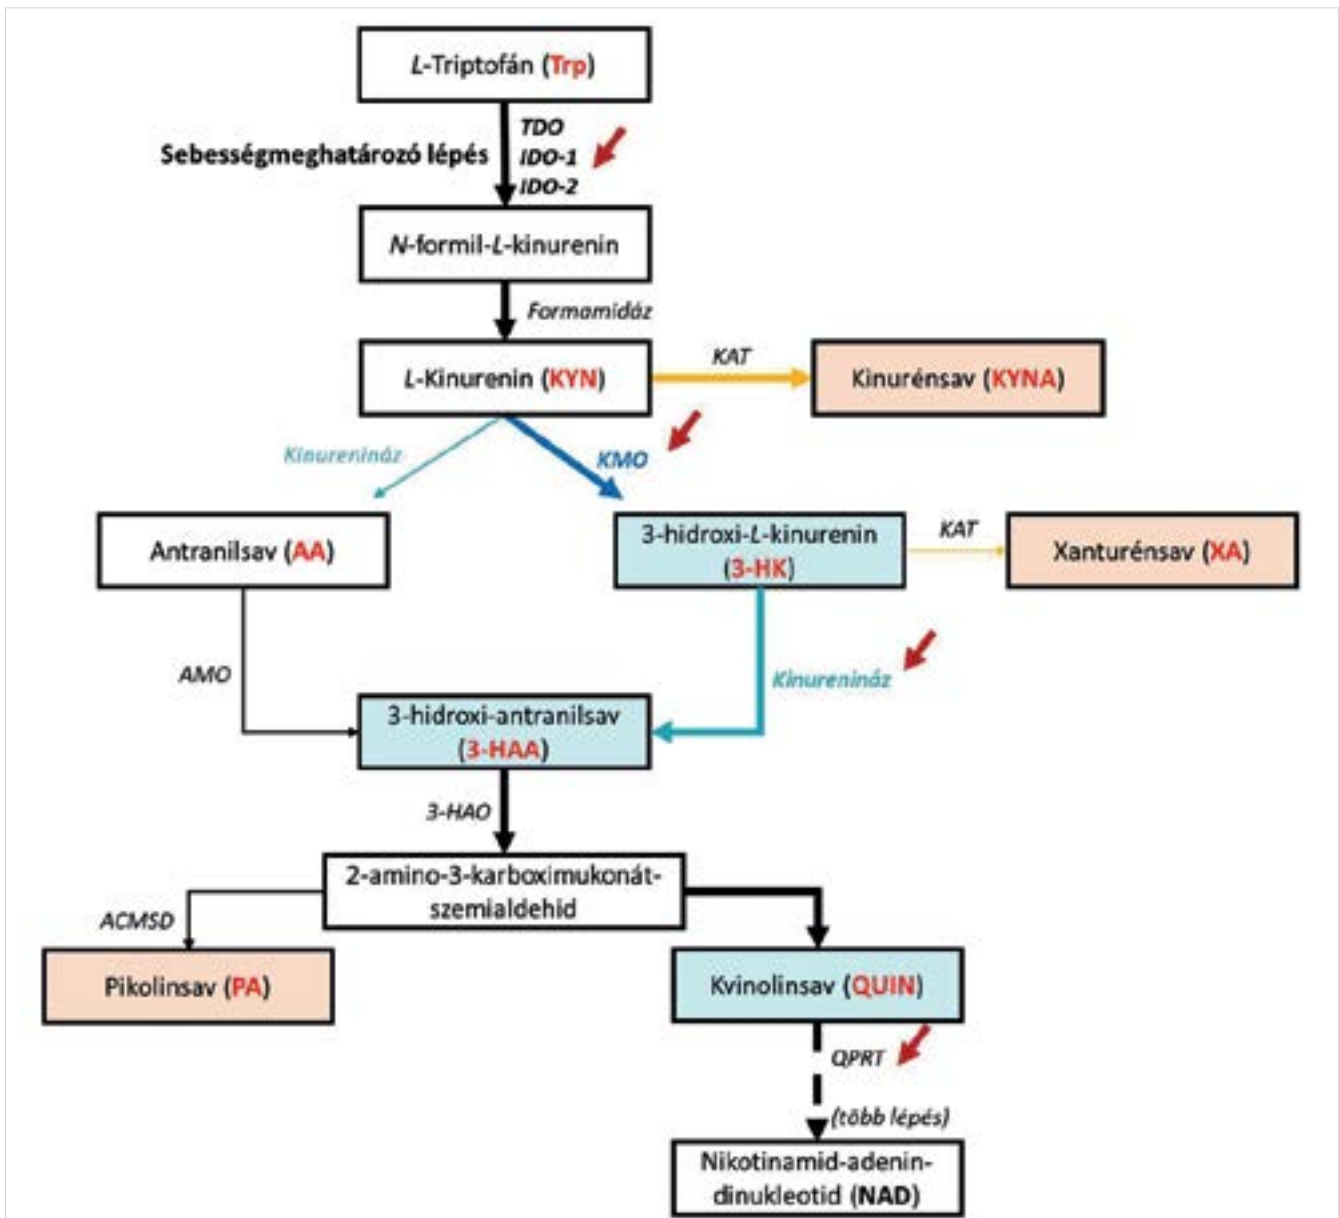 L-Triptofán (Trp)
TDO
Sebességmeghatározó lépés
IDO-1
IDO-2
N-formil-L-kinurenin
Formamidáz
L-Kinurenin (KYN)
KAT
Kinurénsav (KYNA)
Kinurenináz
KMO
Antranilsav (AA)
3-hidroxi-L-kinurenin
(3-HK)
KAT
Xanturénsav (XA)
AMO
Kinurenináz
3-hidroxi-antranilsav
(3-HAA)
3-HAO
2-amino-3-karboximukonát-
szemialdehid
ACMSD
Pikolinsav (PA)
Kvinolinsav (QUIN)
QPRT
(több lépés)
Nikotinamid-adenin-
dinukleotid (NAD)